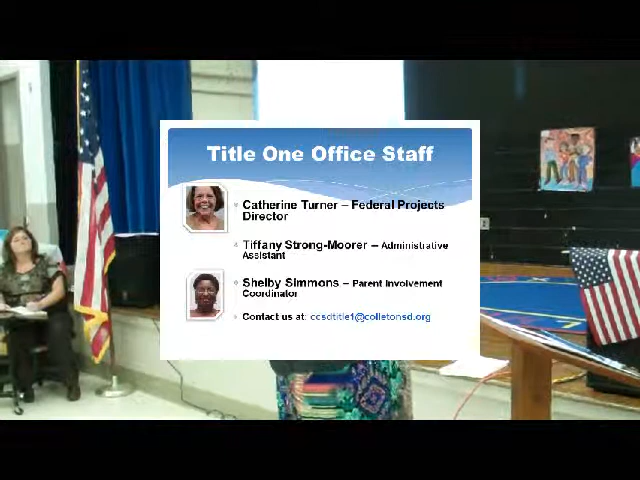 Title One Office Staff
Catherine Turner – Federal Projects
Director
Tiffany Strong-Moorer – Administrative
Assistant
Shelby Simmons – Parent Involvement
Coordinator
Contact us at: ccsdtitle1@colletonsd.org